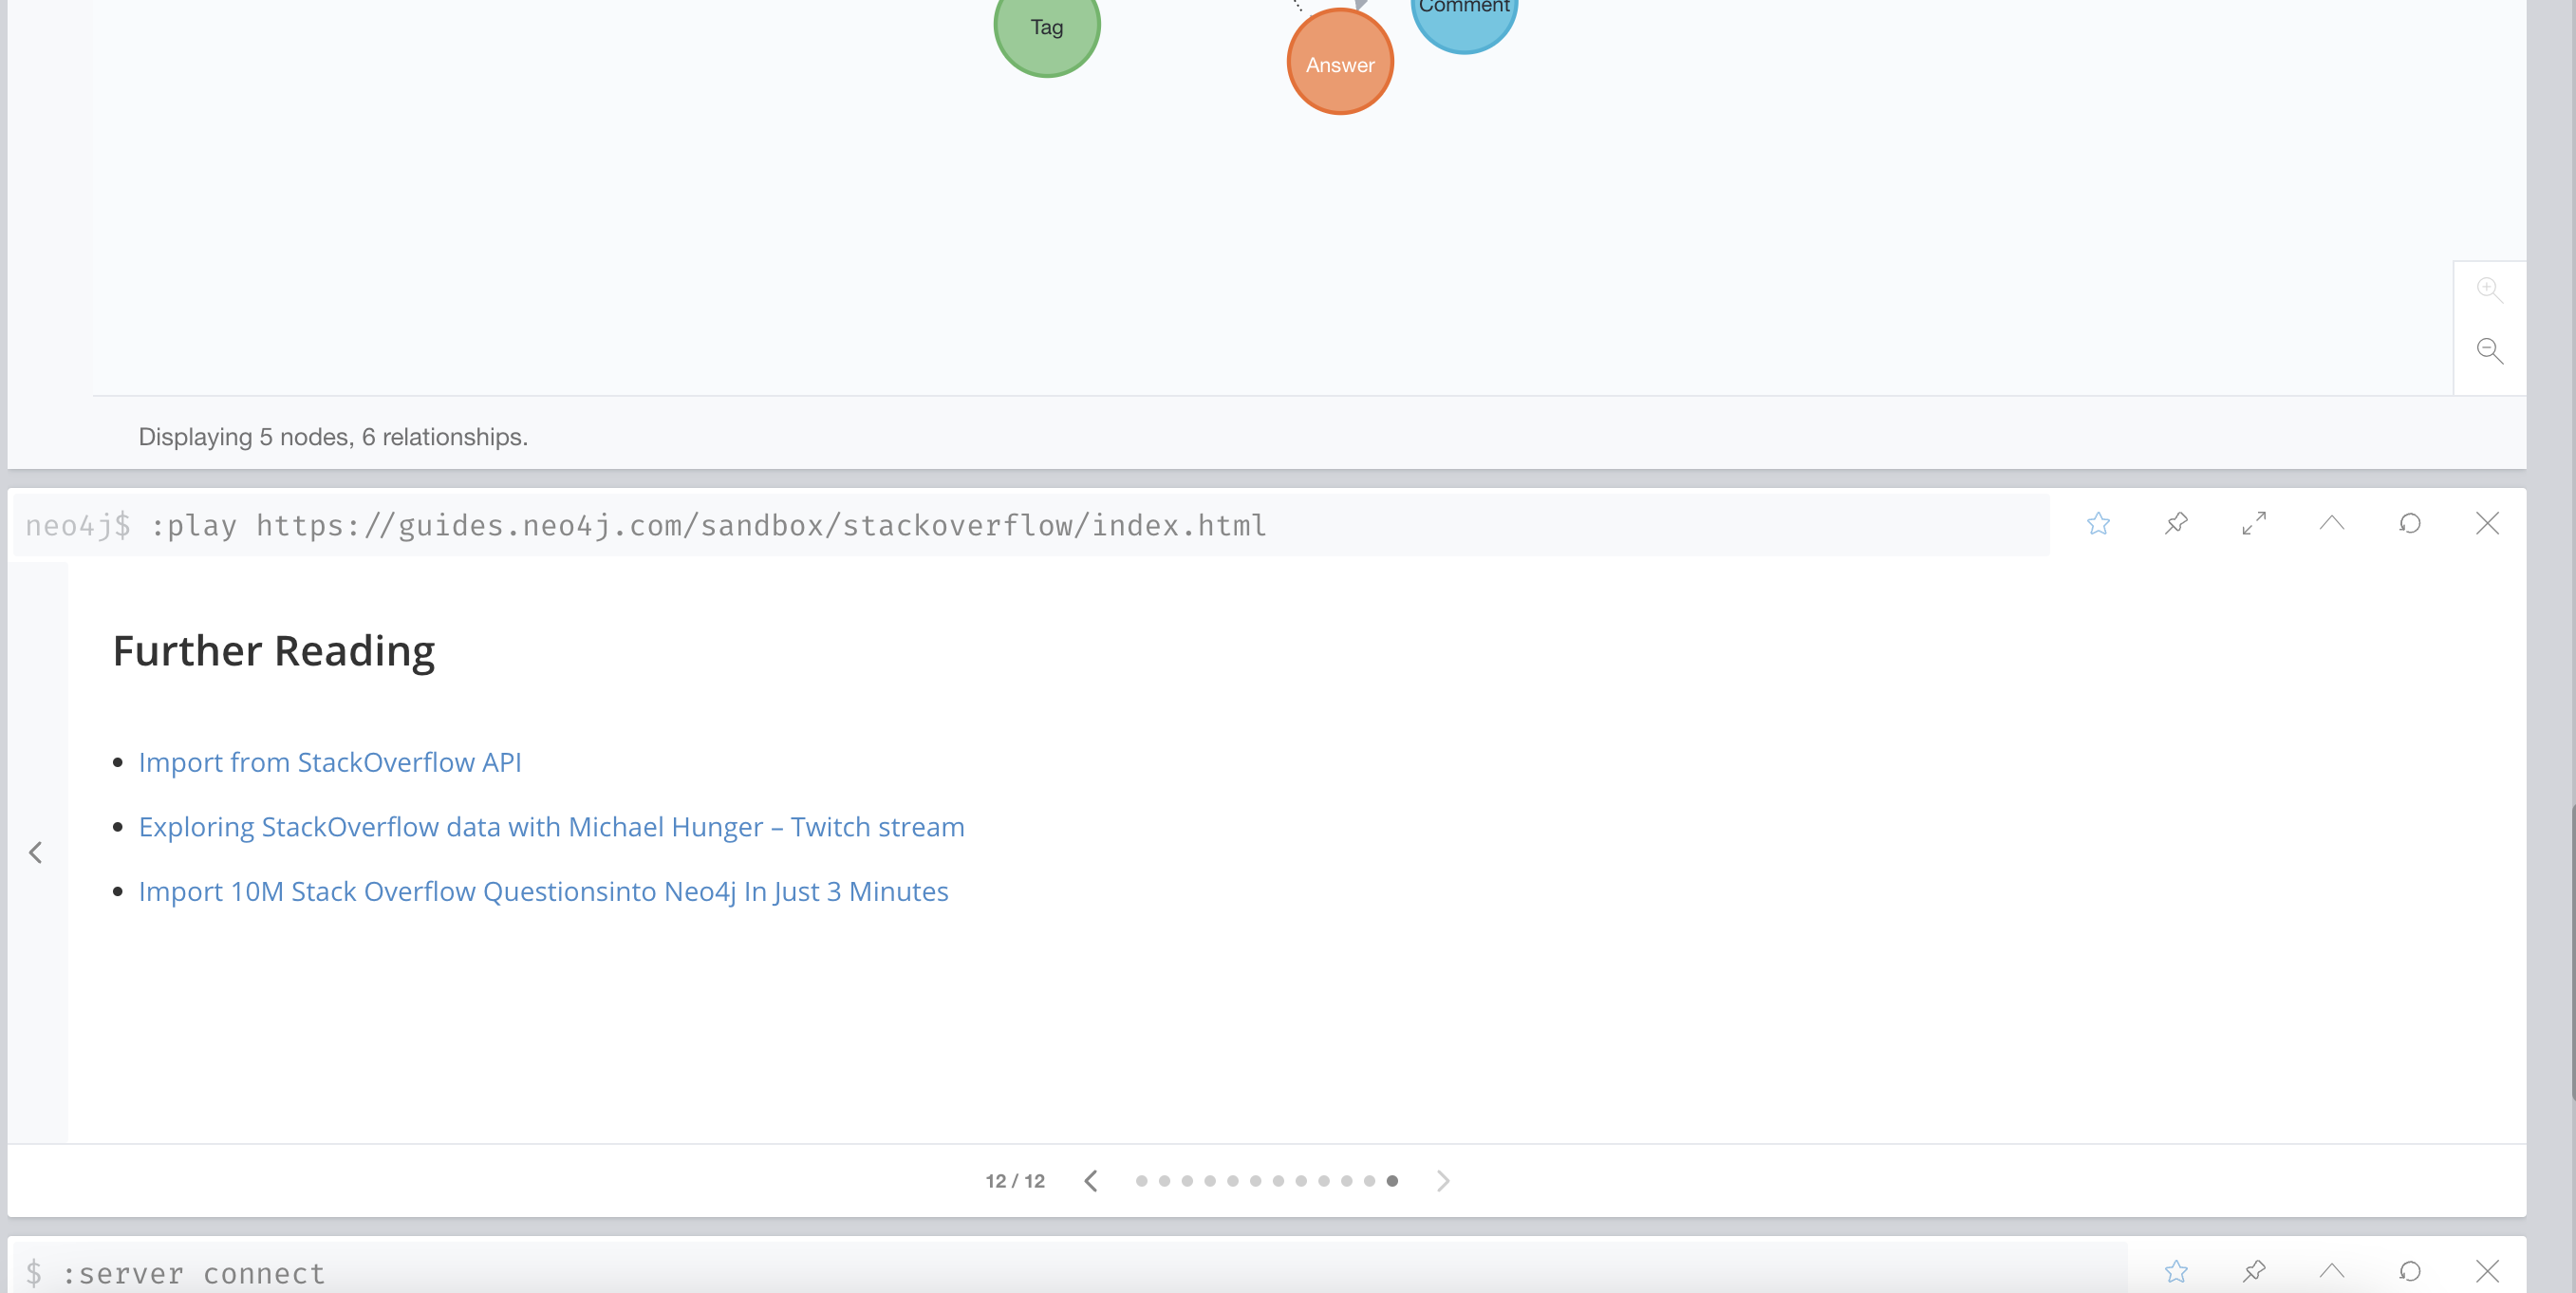 Tag
Comment
Answer
Displaying 5 nodes, 6 relationships.
neo4j$ :play https://guides.neo4j.com/sandbox/stackoverflow/index.html
Further Reading
Import from StackOverflow API
Exploring StackOverflow data with Michael Hunger – Twitch stream
Import 10M Stack Overflow Questionsinto Neo4j In Just 3 Minutes
12 / 12
$ :server connect